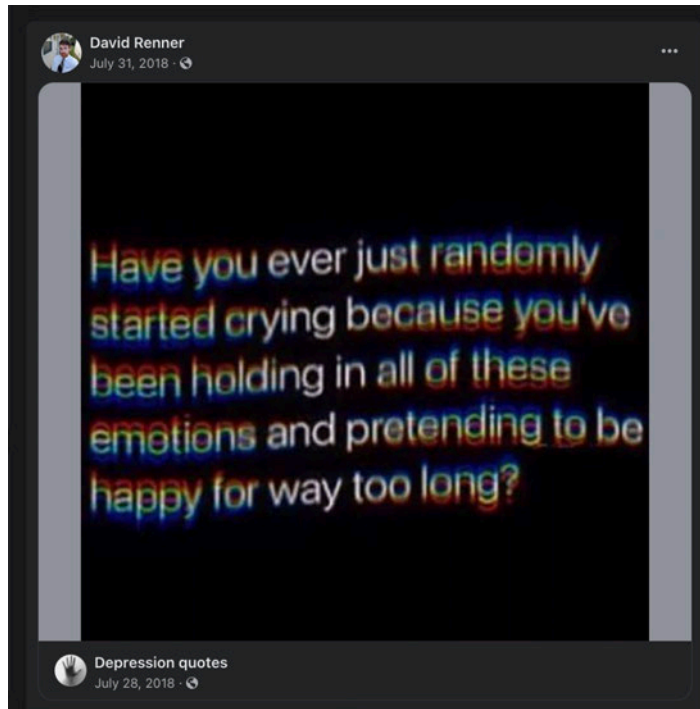 David Renner
July 31, 2018 ·
Have you ever just randomly
started crying because you've
been holding in all of these
emotions and pretending to be
happy for way too long?
Depression quotes
July 28, 2018 ·